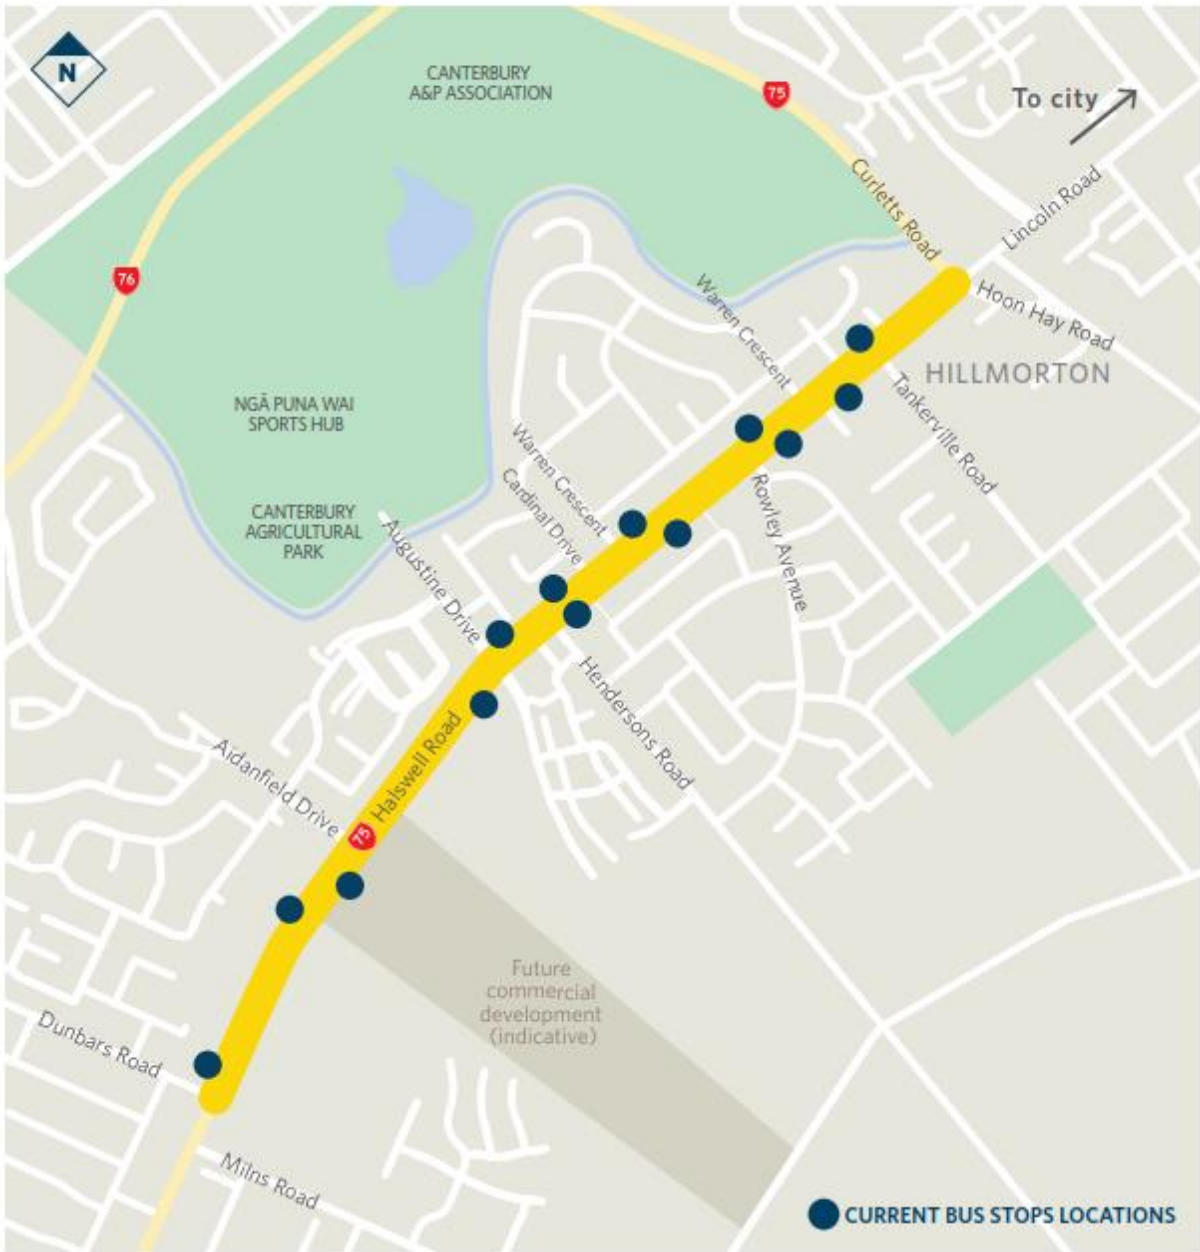 N
CANTERBURY
A&P ASSOCIATION
75
To city
Curletts Road
Lincoln Road
76
Hoon Hay Road
Warren Crescent
HILLMORTON
Tankerville Road
NGĀ PUNA WAI
SPORTS HUB
Warren Crescent
Cardinal Drive
Rowley Avenue
CANTERBURY
AGRICULTURAL
PARK
Augustine Drive
Hendersons Road
Halswell Road
Aidanfield Drive
75
Future
commercial
development
(indicative)
Dunbars Road
Milns Road
CURRENT BUS STOPS LOCATIONS